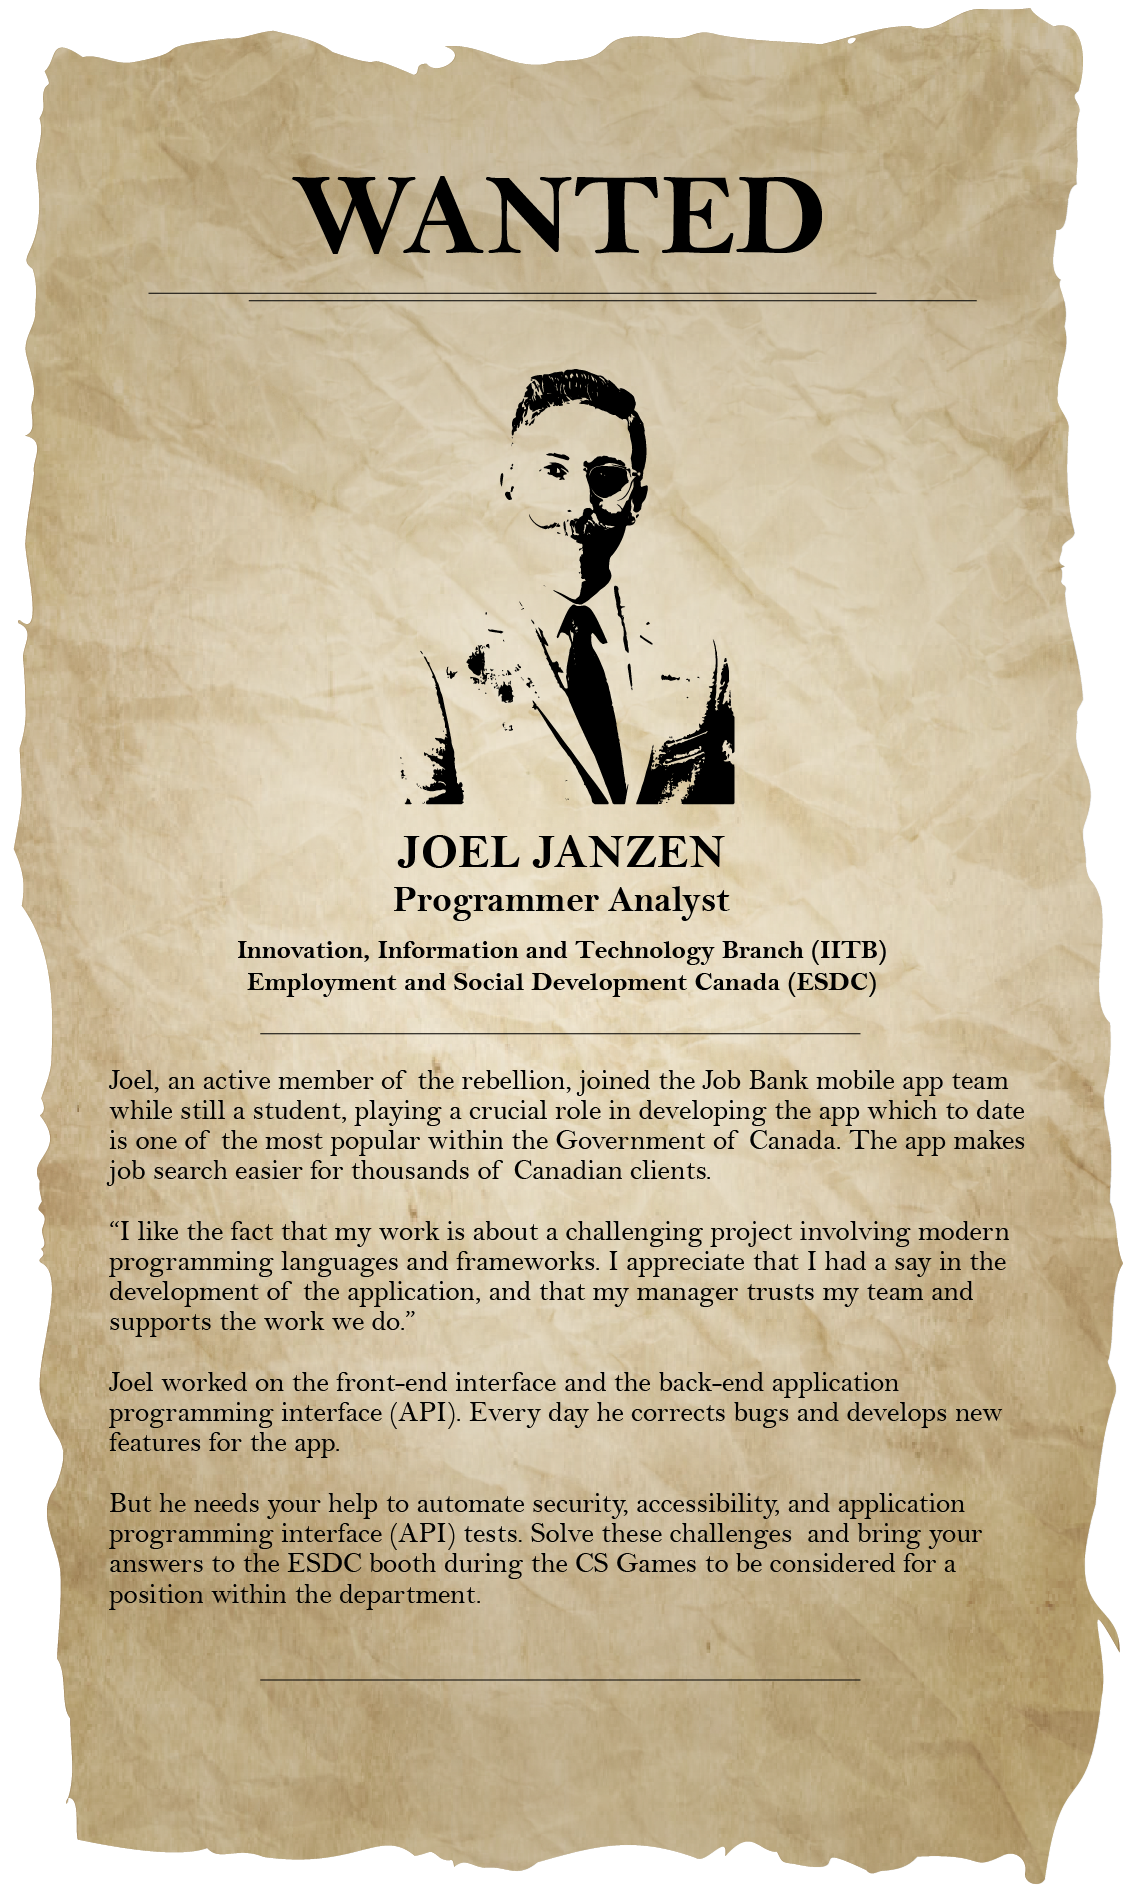 WANTED
JOEL JANZEN
Programmer Analyst
Innovation, Information and Technology Branch (IITB)
Employment and Social Development Canada (ESDC)
Joel, an active member of the rebellion, joined the Job Bank mobile app team
while still a student, playing a crucial role in developing the app which to date
is one of the most popular within the Government of Canada. The app makes
job search easier for thousands of Canadian clients.
“I like the fact that my work is about a challenging project involving modern
programming languages and frameworks. I appreciate that I had a say in the
development of the application, and that my manager trusts my team and
supports the work we do.”
Joel worked on the front-end interface and the back-end application
programming interface (API). Every day he corrects bugs and develops new
features for the app.
But he needs your help to automate security, accessibility, and application
programming interface (API) tests. Solve these challenges and bring your
answers to the ESDC booth during the CS Games to be considered for a
position within the department.